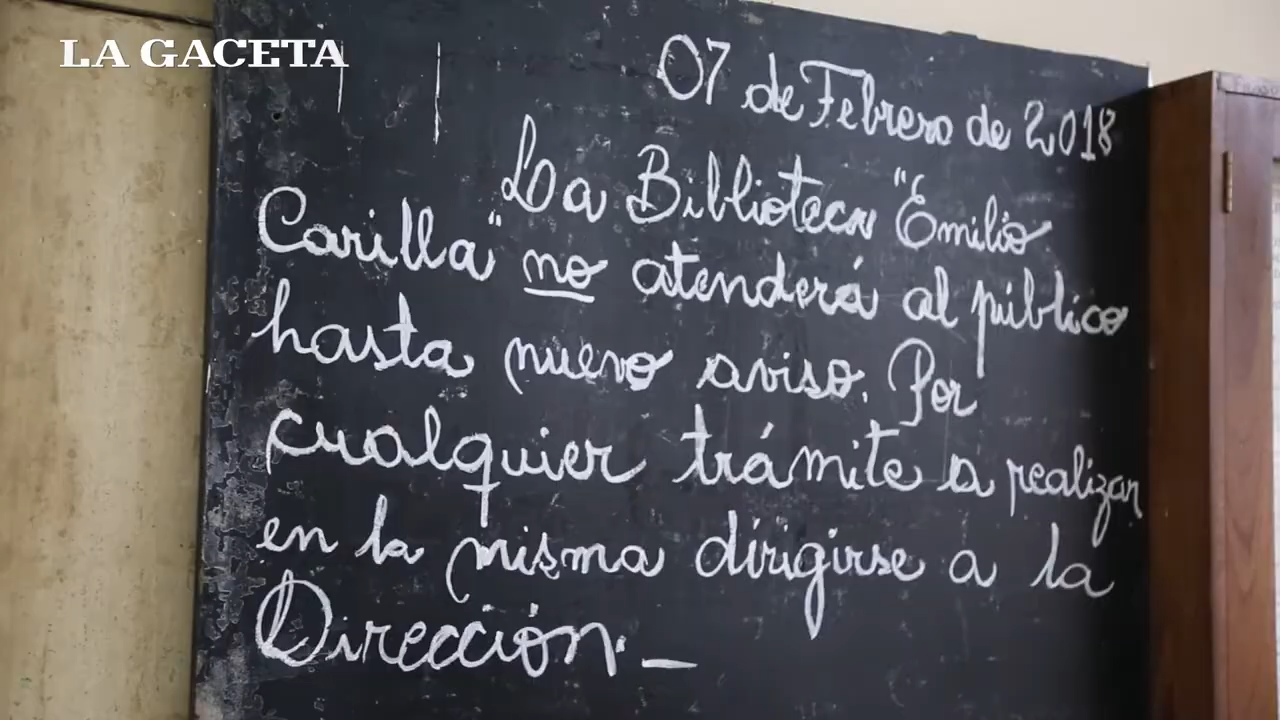 LA GACETA
07 de Febrero de 2018
La Biblioteca "Emilio
Carilla" no atenderá al público
hasta nuevo aviso. Por
cualquier trámite a realizar
en la misma dirigirse a la
Dirección.-